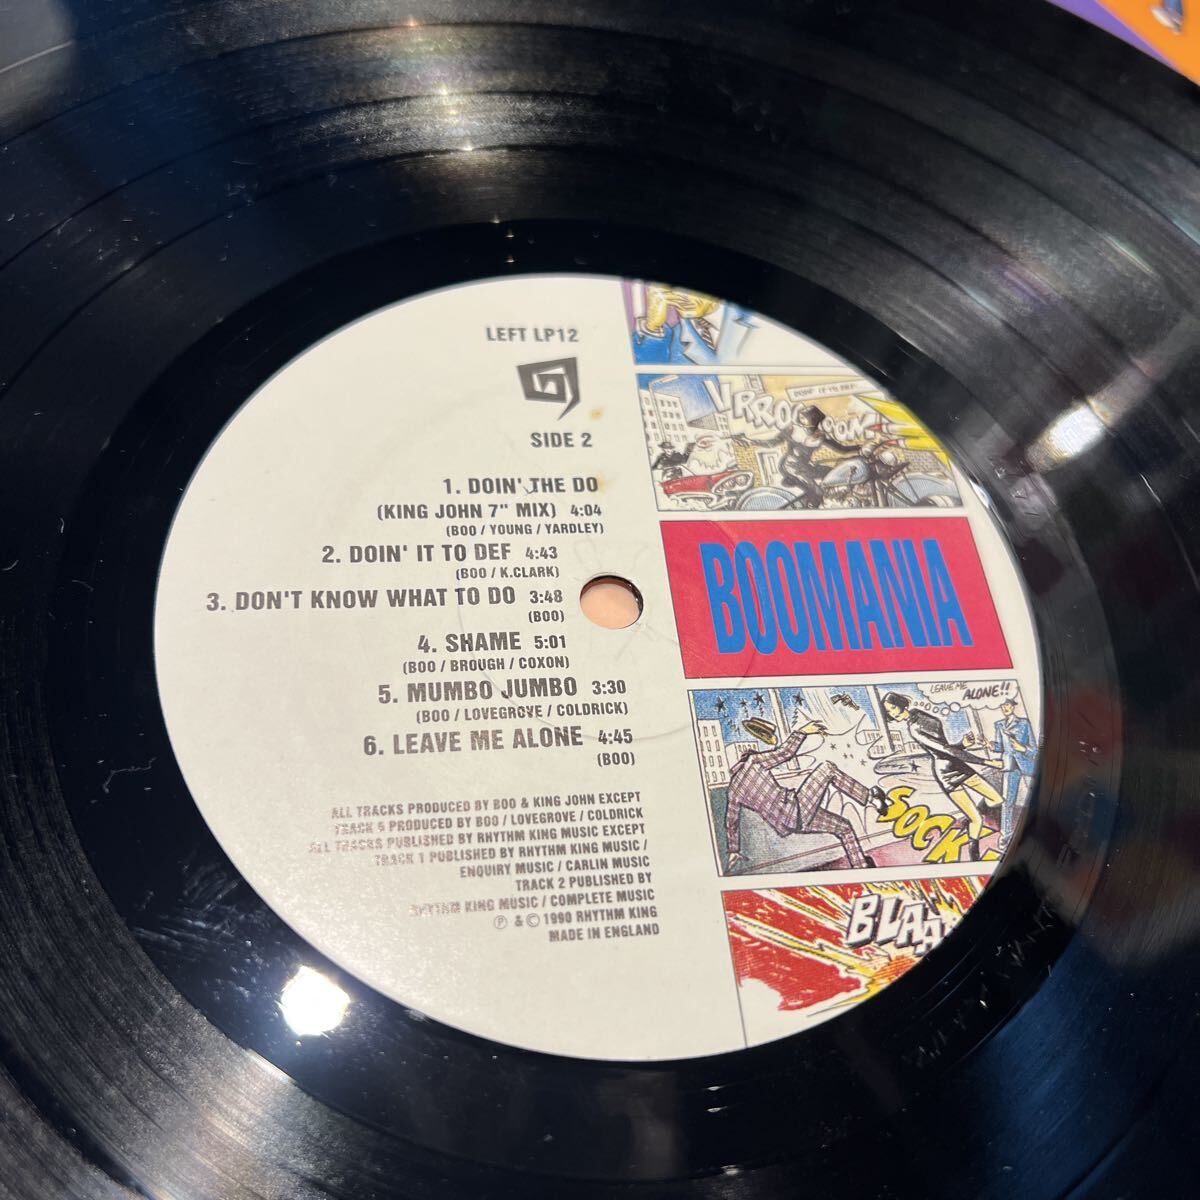 LEFT LP12
SIDE 2
1. DOIN' THE DO
(KING JOHN 7" MIX) 4:04
(BOO / YOUNG / YARDLEY)
2. DOIN' IT TO DEF 4:43
(BOO / K.CLARK)
3. DON'T KNOW WHAT TO DO 3:48
(BOO)
4. SHAME 5:01
(BOO / BROUGH / COXON)
5. MUMBO JUMBO 3:30
(BOO / LOVEGROVE / COLDRICK)
6. LEAVE ME ALONE 4:45
(BOO)
ALL TRACKS PRODUCED BY BOO & KING JOHN EXCEPT
TRACK 5 PRODUCED BY BOO / LOVEGROVE / COLDRICK
ALL TRACKS PUBLISHED BY RHYTHM KING MUSIC EXCEPT
TRACK 1 PUBLISHED BY RHYTHM KING MUSIC /
ENQUIRY MUSIC / CARLIN MUSIC
TRACK 2 PUBLISHED BY
RHYTHM KING MUSIC / COMPLETE MUSIC
Ⓟ & © 1990 RHYTHM KING
MADE IN ENGLAND
BOOMANIA
LEAVE ME
ALONE!!
SOCK
BLAA